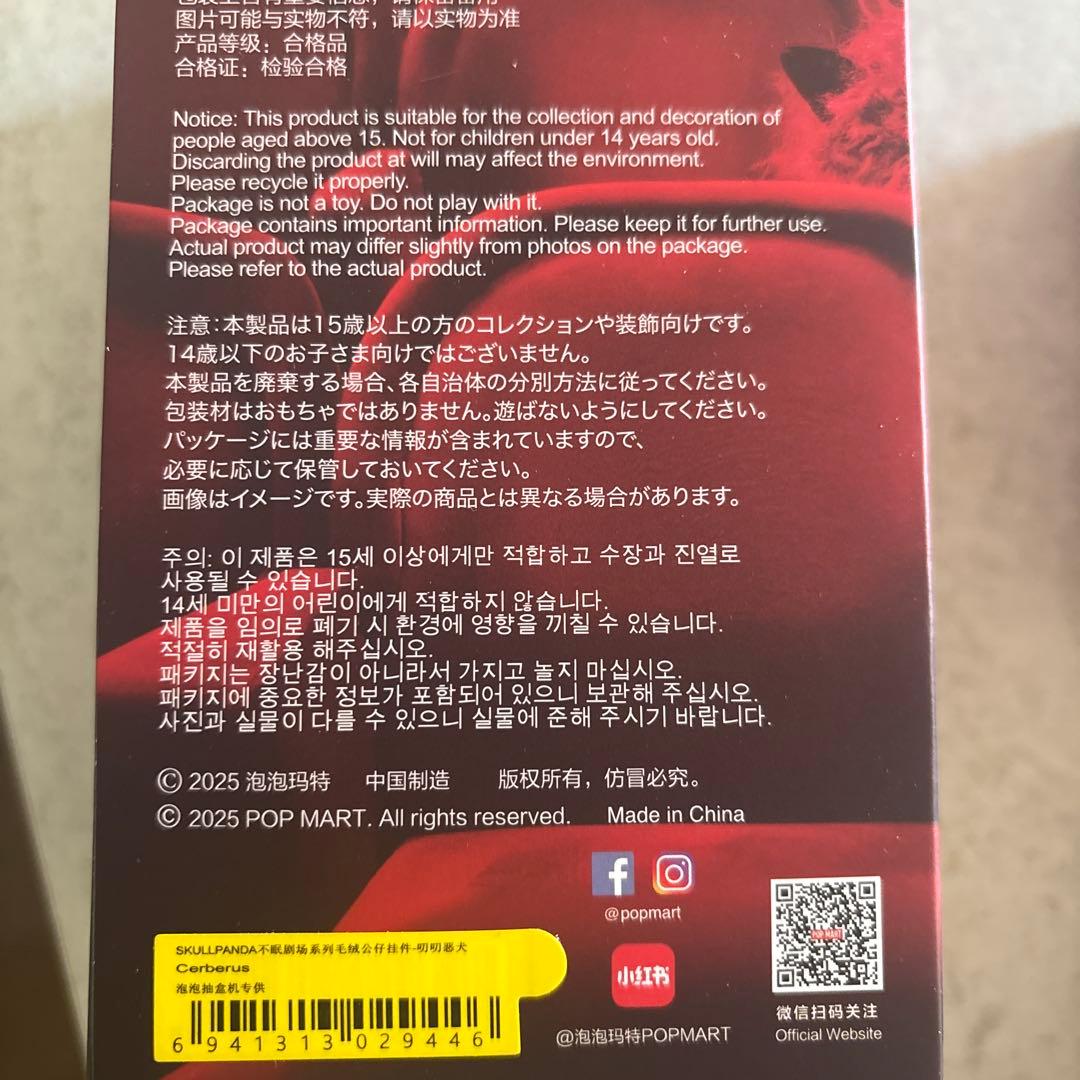 图片可能与实物不符，请以实物为准
产品等级：合格品
合格证：检验合格
Notice: This product is suitable for the collection and decoration of
people aged above 15. Not for children under 14 years old.
Discarding the product at will may affect the environment.
Please recycle it properly.
Package is not a toy. Do not play with it.
Package contains important information. Please keep it for further use.
Actual product may differ slightly from photos on the package.
Please refer to the actual product.
注意：本製品は15歳以上の方のコレクションや装飾向けです。
14歳以下のお子さま向けではございません。
本製品を廃棄する場合、各自治体の分別方法に従ってください。
包装材はおもちゃではありません。遊ばないようにしてください。
パッケージには重要な情報が含まれていますので、
必要に応じて保管しておいてください。
画像はイメージです。実際の商品とは異なる場合があります。
주의: 이 제품은 15세 이상에게만 적합하고 수장과 진열로
사용될 수 있습니다.
14세 미만의 어린이에게 적합하지 않습니다.
제품을 임의로 폐기 시 환경에 영향을 끼칠 수 있습니다.
적절히 재활용 해주십시오.
패키지는 장난감이 아니라서 가지고 놀지 마십시오.
패키지에 중요한 정보가 포함되어 있으니 보관해 주십시오.
사진과 실물이 다를 수 있으니 실물에 준해 주시기 바랍니다.
© 2025 泡泡玛特 中国制造 版权所有，仿冒必究。
© 2025 POP MART. All rights reserved. Made in China
@popmart
小红书
@泡泡玛特POPMART
POP MART
微信扫码关注
Official Website
SKULLPANDA不眠剧场系列毛绒公仔挂件-叨叨恶犬
Cerberus
泡泡抽盒机专供
6 941313 029446